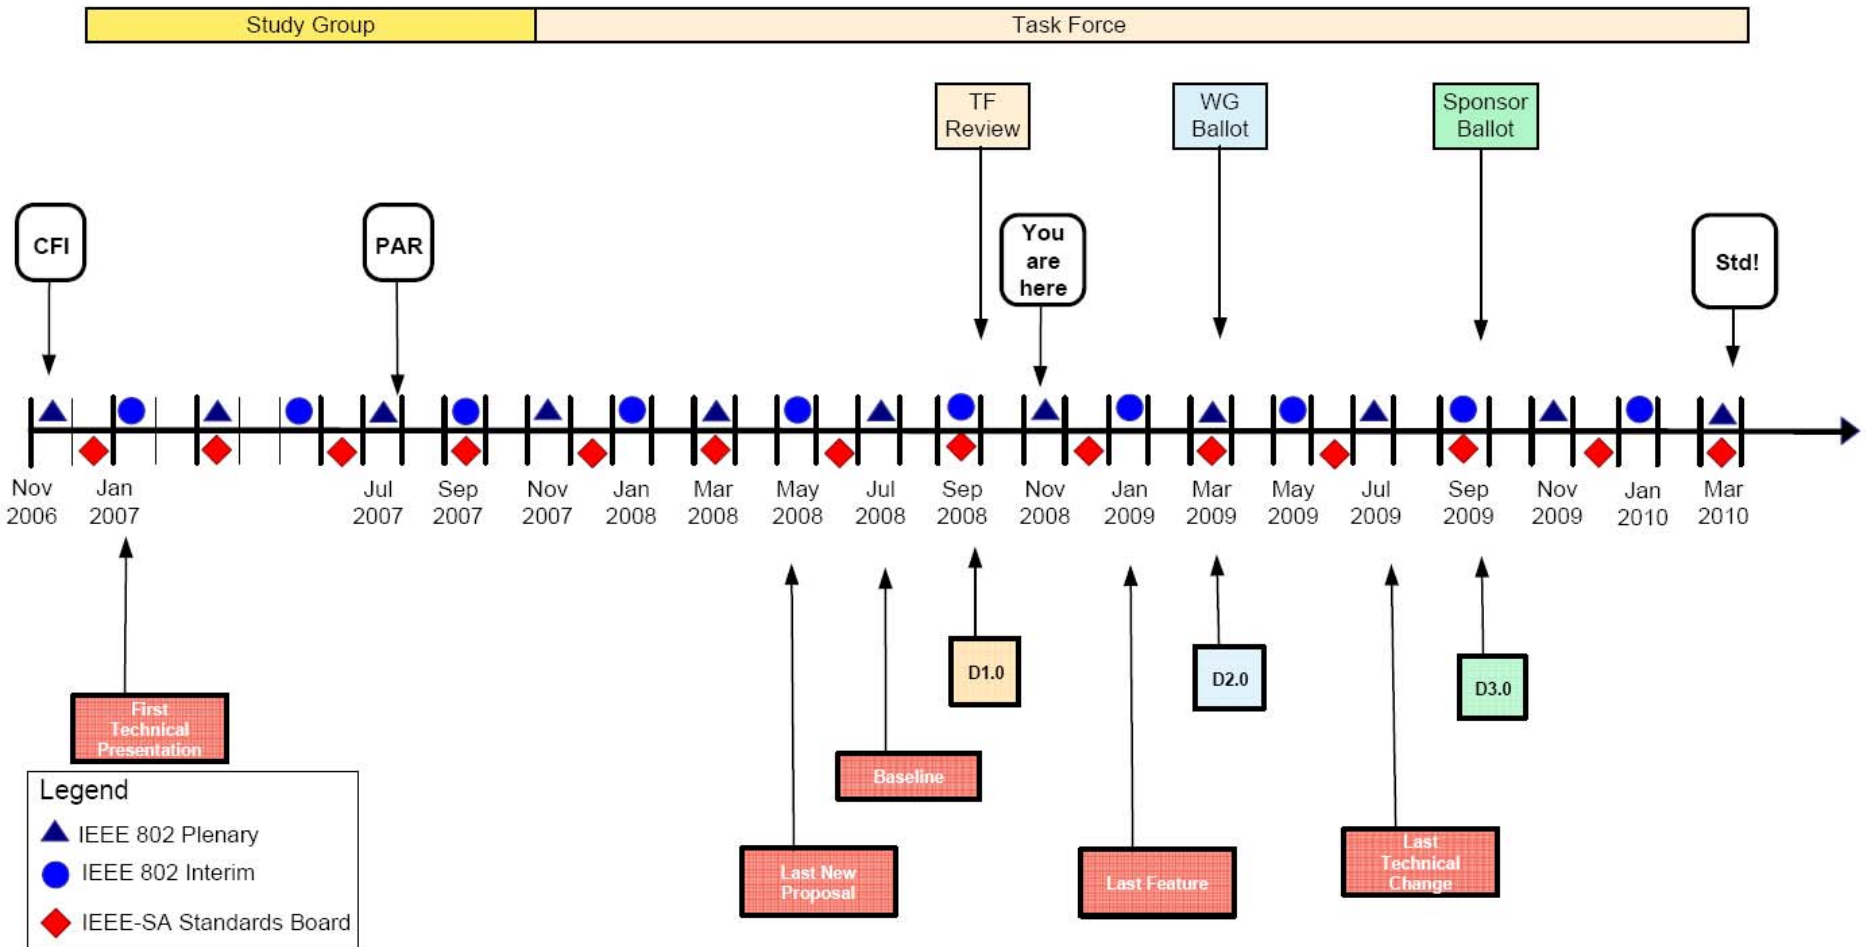 Study Group
Task Force
TF
Review
WG
Ballot
Sponsor
Ballot
CFI
PAR
You
are
here
Std!
Nov
2006
Jan
2007
Jul
2007
Sep
2007
Nov
2007
Jan
2008
Mar
2008
May
2008
Jul
2008
Sep
2008
Nov
2008
Jan
2009
Mar
2009
May
2009
Jul
2009
Sep
2009
Nov
2009
Jan
2010
Mar
2010
First
Technical
Presentation
Last New
Proposal
Baseline
D1.0
Last Feature
D2.0
Last
Technical
Change
D3.0
Legend
IEEE 802 Plenary
IEEE 802 Interim
IEEE-SA Standards Board